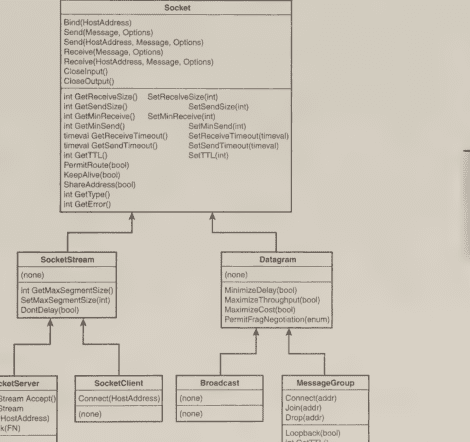 Socket
Bind(HostAddress)
Send(Message, Options)
Send(HostAddress, Message, Options)
Receive(Message, Options)
Receive(HostAddress, Message, Options)
CloseInput()
CloseOutput()
int GetReceiveSize() SetReceiveSize(int)
int GetSendSize() SetSendSize(int)
int GetMinReceive() SetMinReceive(int)
int GetMinSend() SetMinSend(int)
timeval GetReceiveTimeout() SetReceiveTimeout(timeval)
timeval GetSendTimeout() SetSendTimeout(timeval)
int GetTTL() SetTTL(int)
PermitRoute(bool)
KeepAlive(bool)
ShareAddress(bool)
int GetType()
int GetError()
SocketStream
(none)
int GetMaxSegmentSize()
SetMaxSegmentSize(int)
DontDelay(bool)
Datagram
(none)
MinimizeDelay(bool)
MaximizeThroughput(bool)
MaximizeCost(bool)
PermitFragNegotiation(enum)
cketServer
Stream Accept()
Stream
HostAddress)
k(FN)
SocketClient
Connect(HostAddress)
(none)
Broadcast
(none)
(none)
MessageGroup
Connect(addr)
Join(addr)
Drop(addr)
Loopback(bool)
int GetTTL()